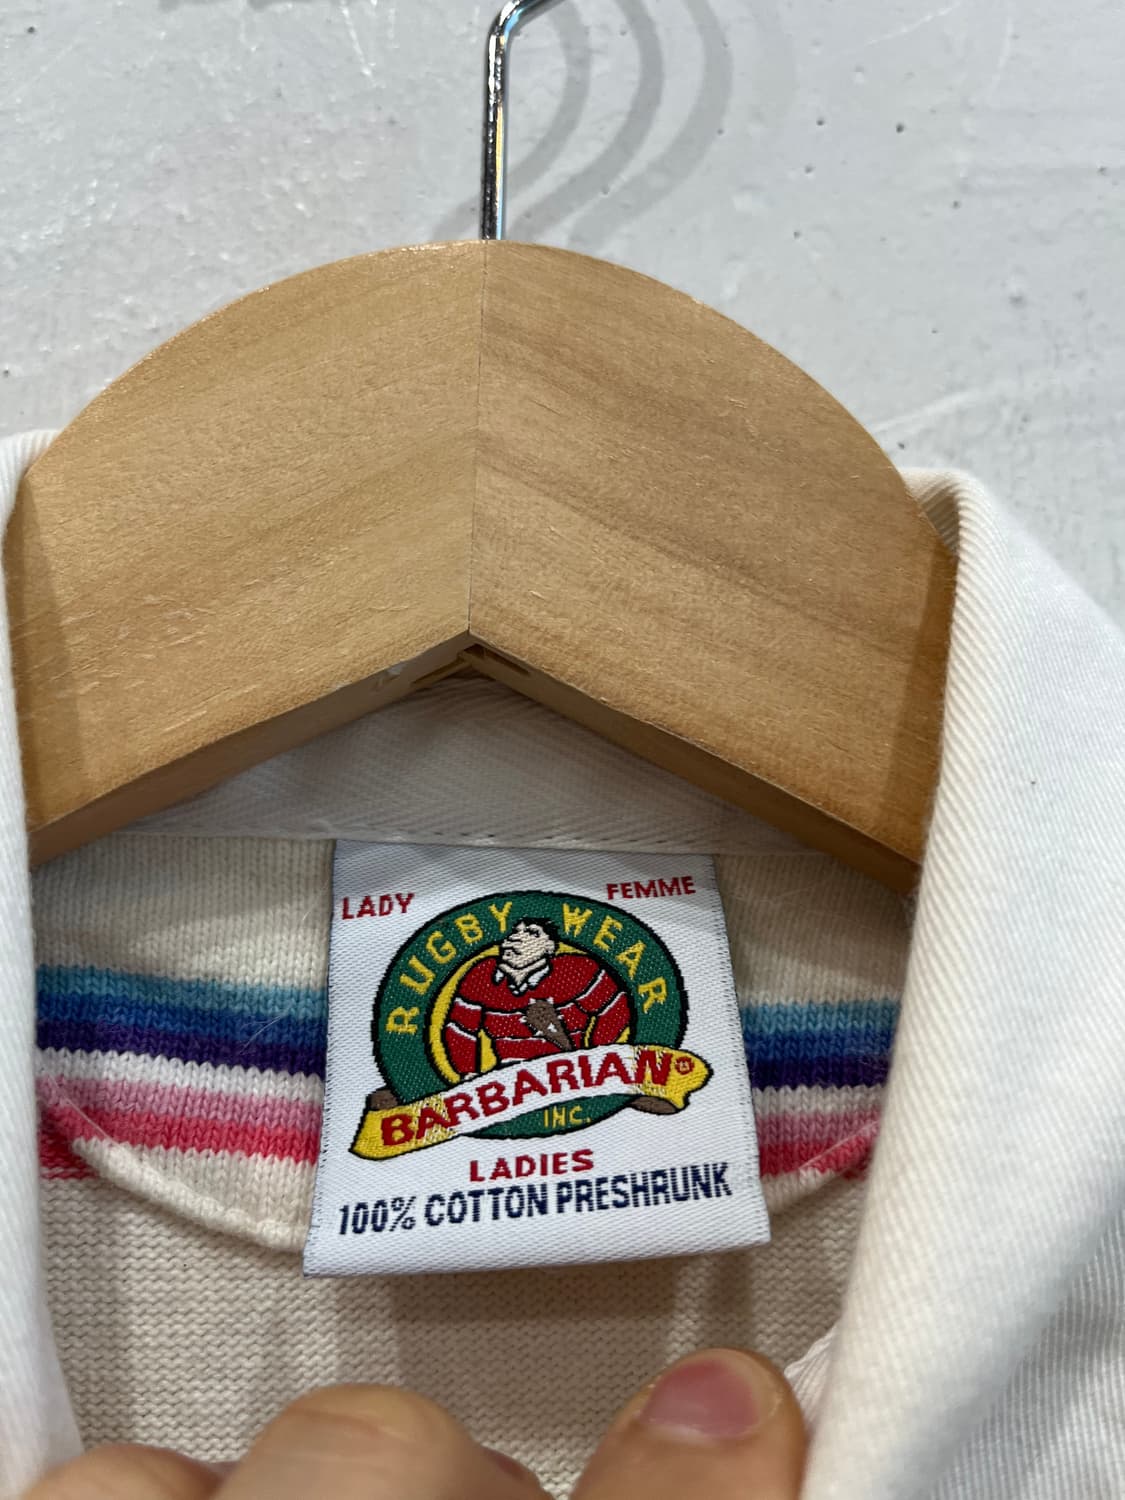 LADY FEMME
RUGBY WEAR
BARBARIAN®
INC.
LADIES
100% COTTON PRESHRUNK